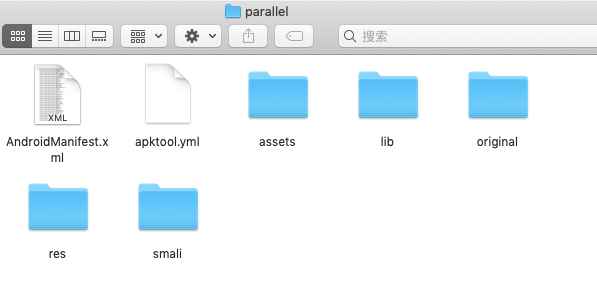 parallel
搜索
XML
AndroidManifest.x
ml
apktool.yml
assets
lib
original
res
smali